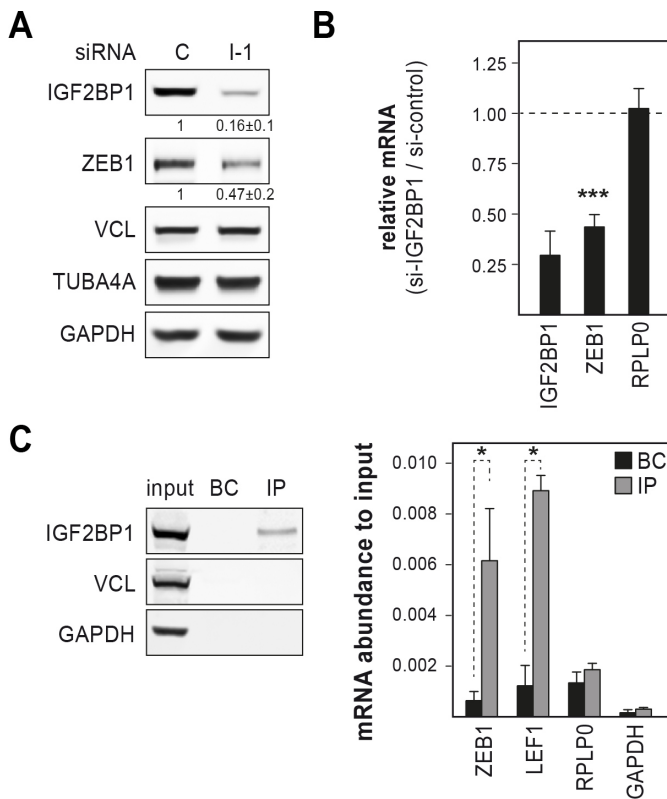 A
siRNA C I-1
IGF2BP1
1 0.16±0.1
ZEB1
1 0.47±0.2
VCL
TUBA4A
GAPDH
B
relative mRNA
(si-IGF2BP1 / si-control)
1.25
1.00
0.75
0.50
0.25
***
IGF2BP1
ZEB1
RPLP0
C
input BC IP
IGF2BP1
VCL
GAPDH
mRNA abundance to input
0.010
0.008
0.006
0.004
0.002
* *
BC
IP
ZEB1
LEF1
RPLP0
GAPDH